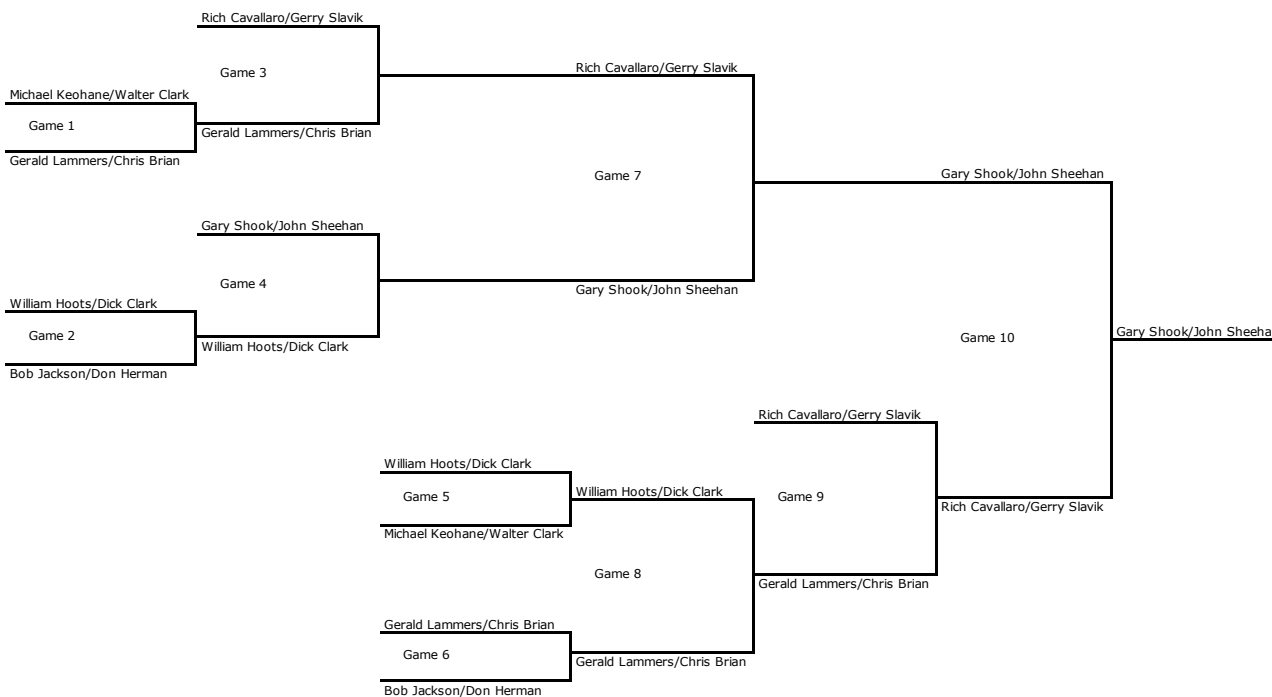 Rich Cavallaro/Gerry Slavik
Game 3
Rich Cavallaro/Gerry Slavik
Michael Keohane/Walter Clark
Game 1
Gerald Lammers/Chris Brian
Gerald Lammers/Chris Brian
Game 7
Gary Shook/John Sheehan
Gary Shook/John Sheehan
Game 4
Gary Shook/John Sheehan
William Hoots/Dick Clark
Game 2
William Hoots/Dick Clark
Bob Jackson/Don Herman
Game 10
Gary Shook/John Sheeha
Rich Cavallaro/Gerry Slavik
William Hoots/Dick Clark
Game 5
William Hoots/Dick Clark
Game 9
Michael Keohane/Walter Clark
Rich Cavallaro/Gerry Slavik
Game 8
Gerald Lammers/Chris Brian
Gerald Lammers/Chris Brian
Game 6
Gerald Lammers/Chris Brian
Bob Jackson/Don Herman